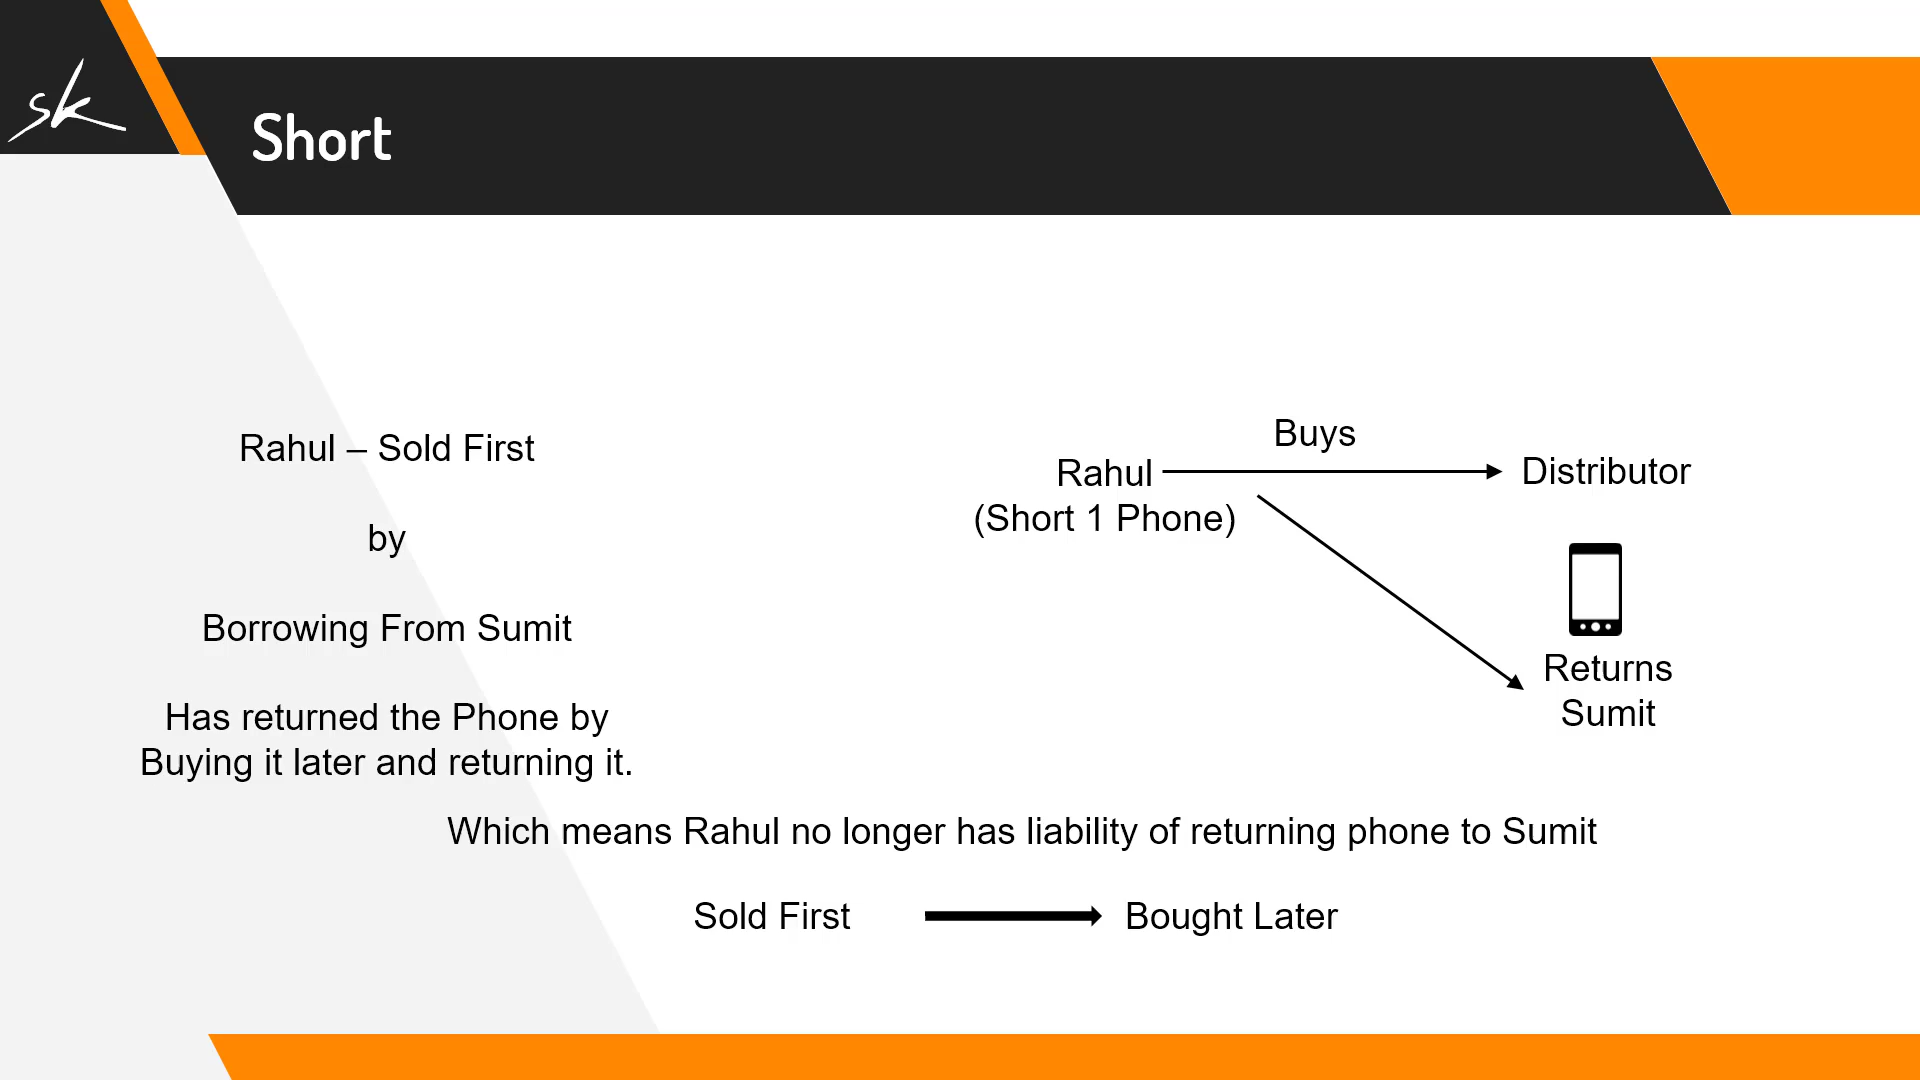 sk
Short
Rahul – Sold First
by
Borrowing From Sumit
Has returned the Phone by
Buying it later and returning it.
Buys
Rahul
(Short 1 Phone)
Distributor
Returns
Sumit
Which means Rahul no longer has liability of returning phone to Sumit
Sold First
Bought Later